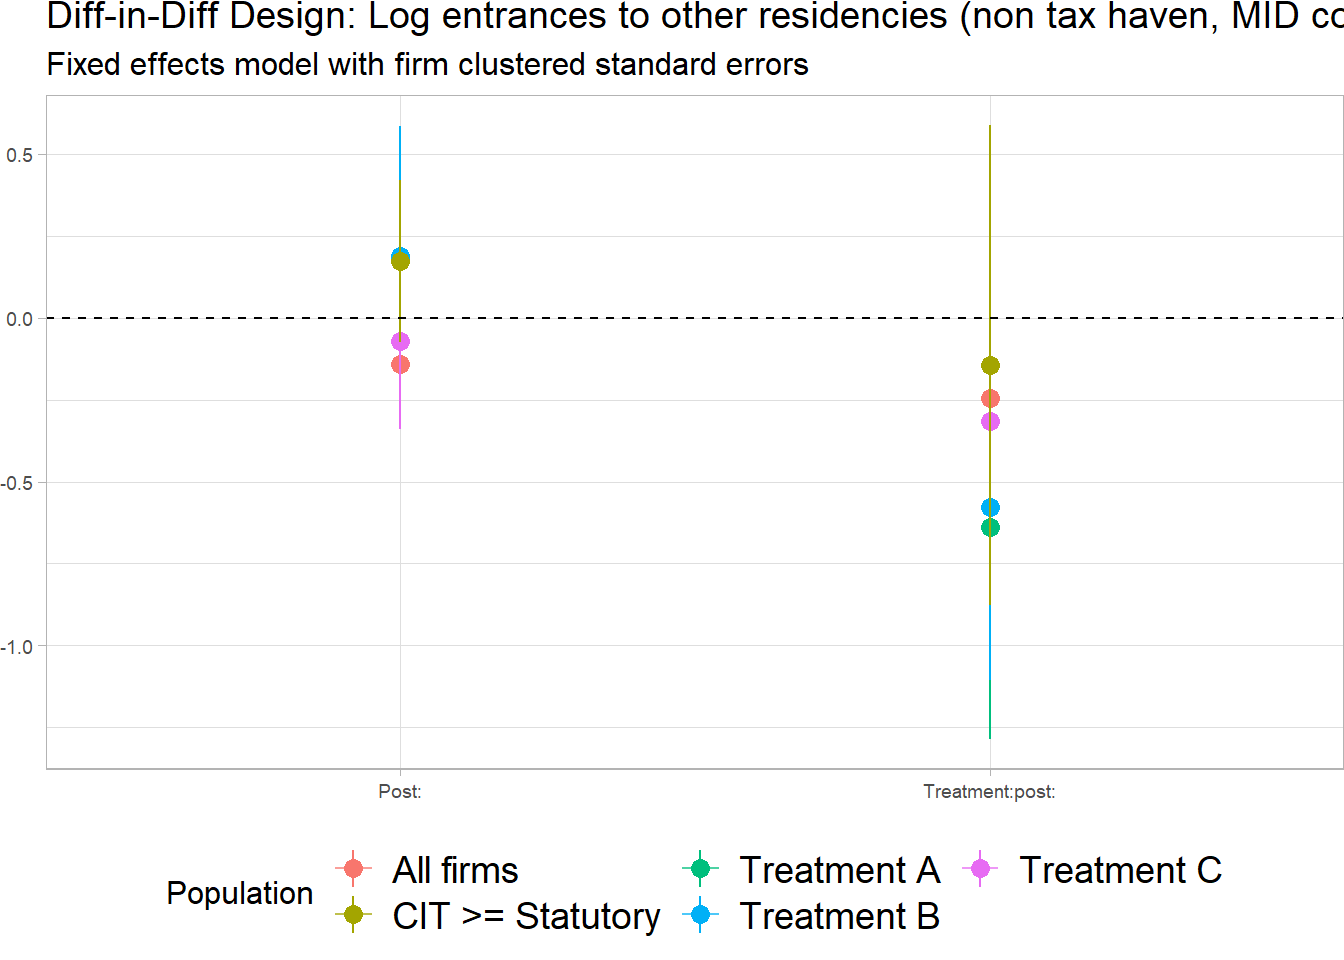 Diff-in-Diff Design: Log entrances to other residencies (non tax haven, MID co
Fixed effects model with firm clustered standard errors
0.5
0.0
-0.5
-1.0
Post:
Treatment:post:
Population
All firms
Treatment A
Treatment C
CIT >= Statutory
Treatment B